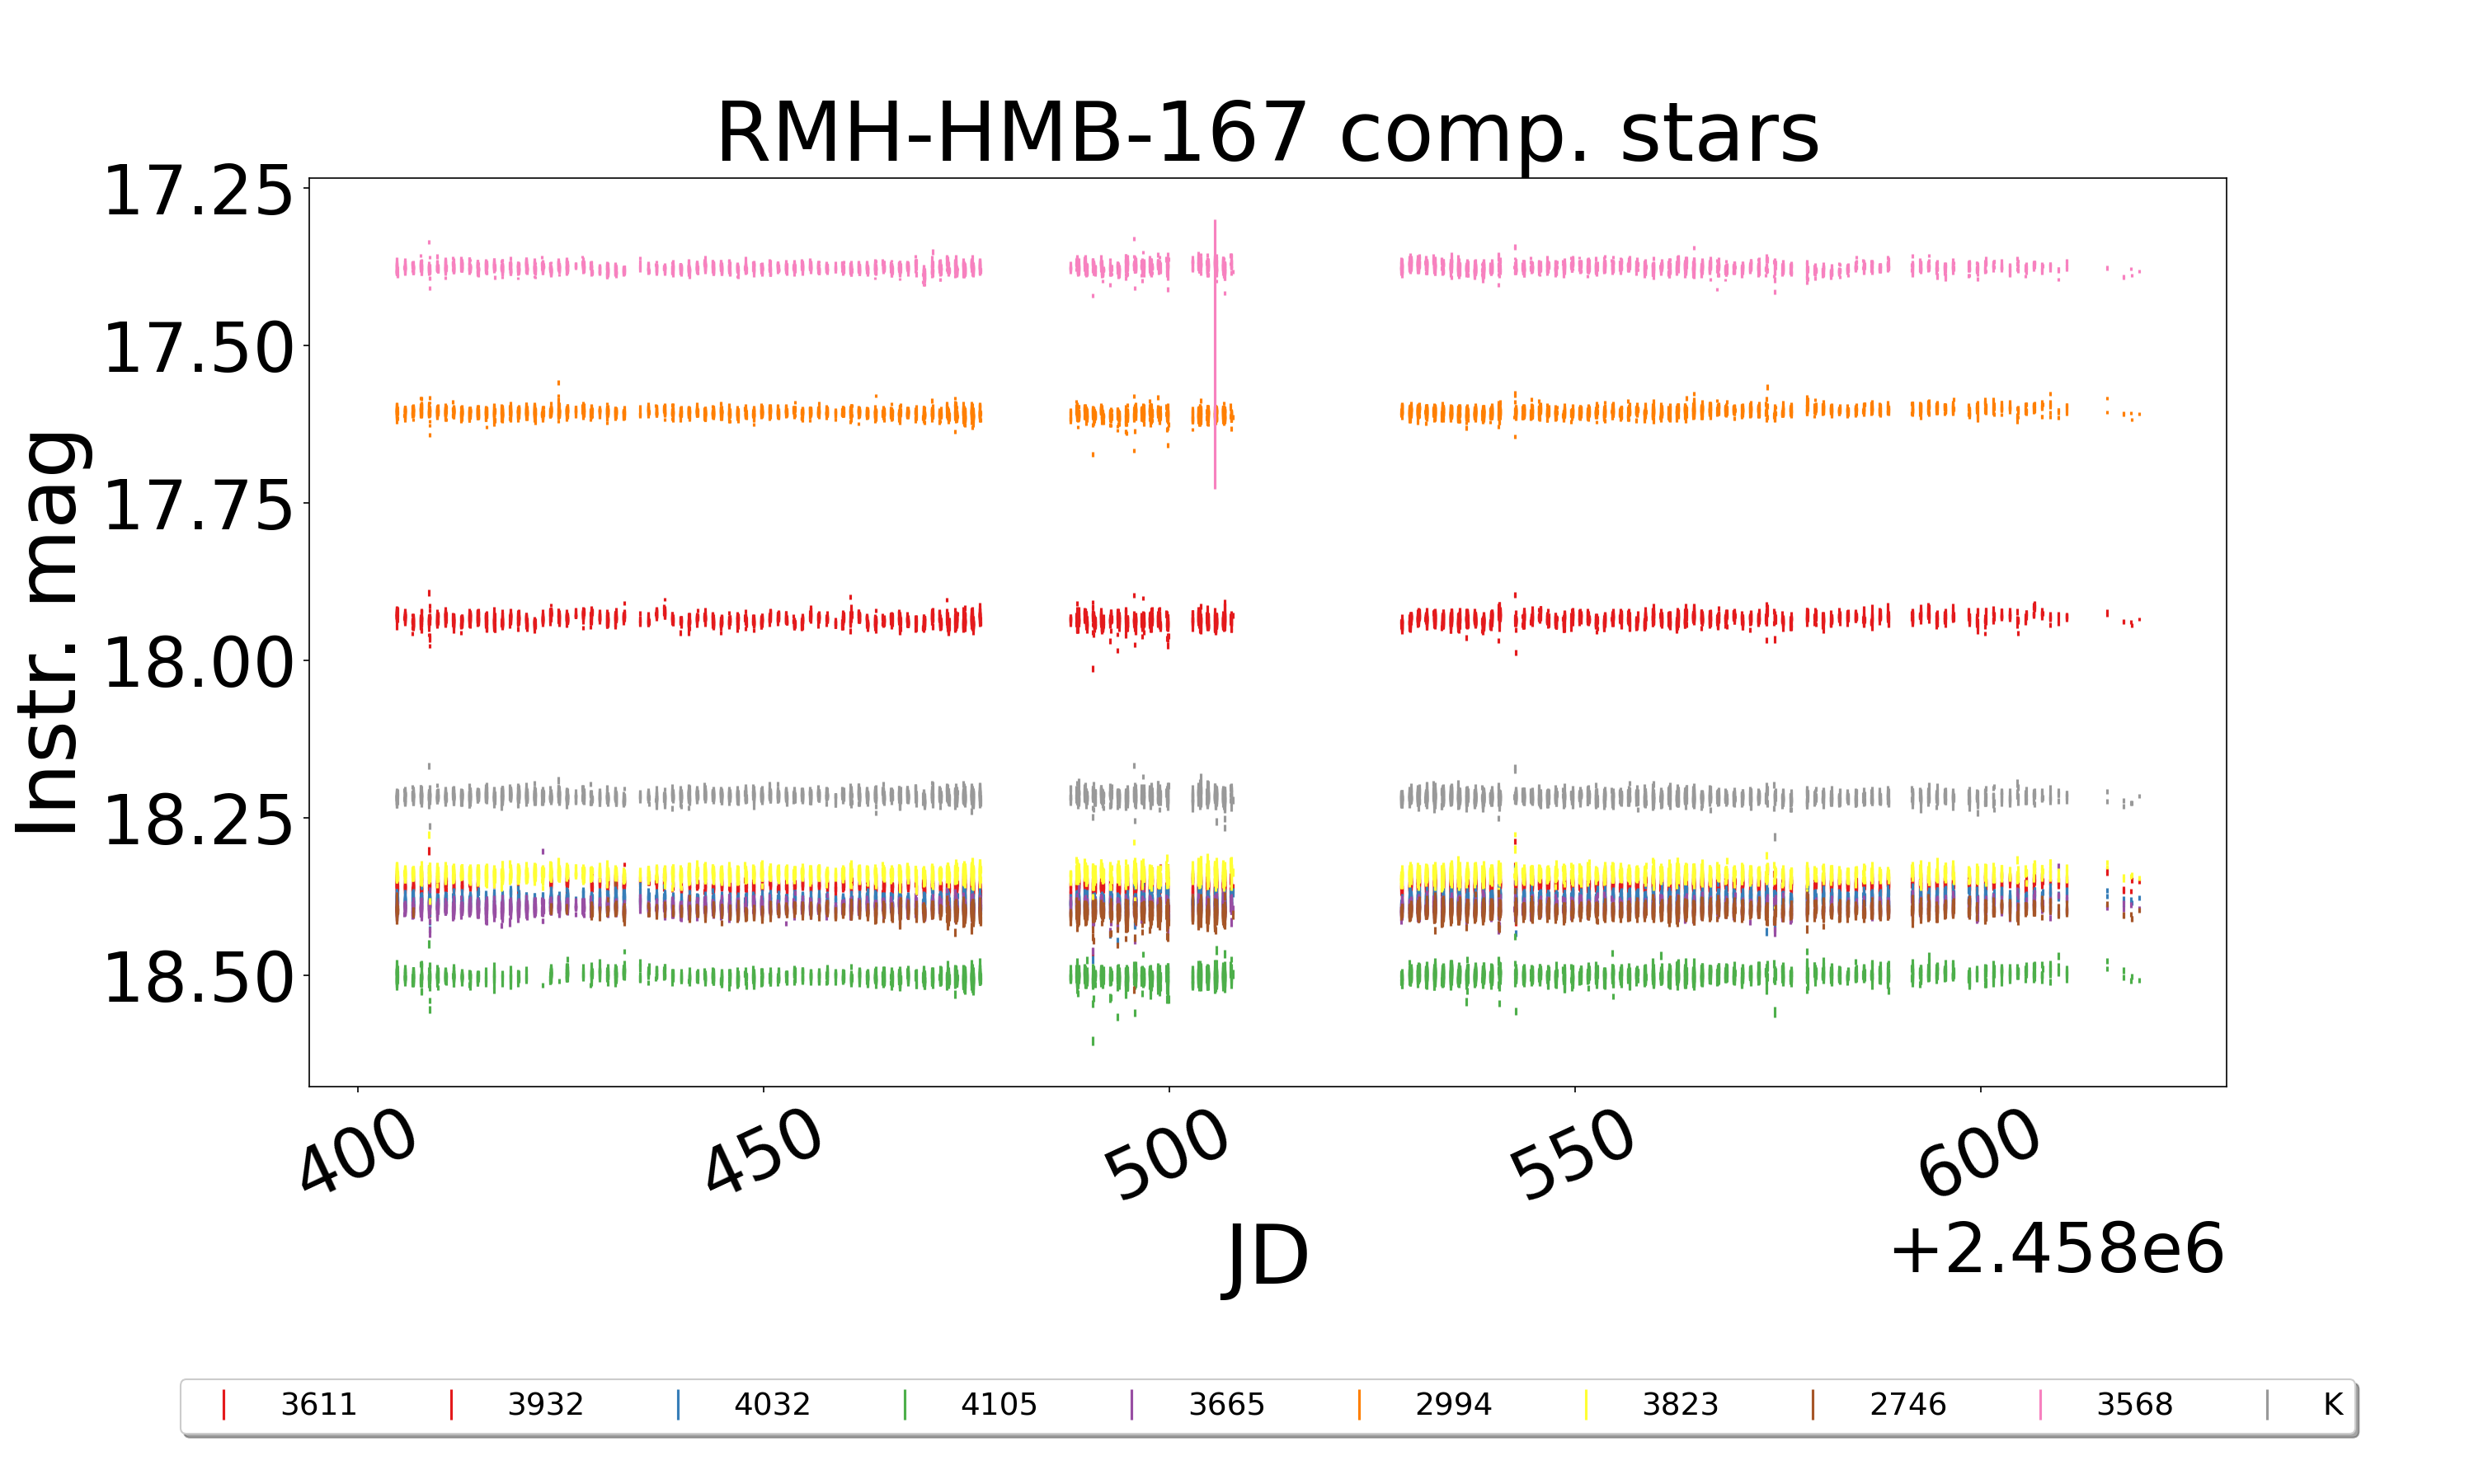 RMH-HMB-167 comp. stars
17.25
17.50
17.75
18.00
18.25
18.50
Instr. mag
400 450 500 550 600
JD
+2.458e6
3611 3932 4032 4105 3665 2994 3823 2746 3568 K